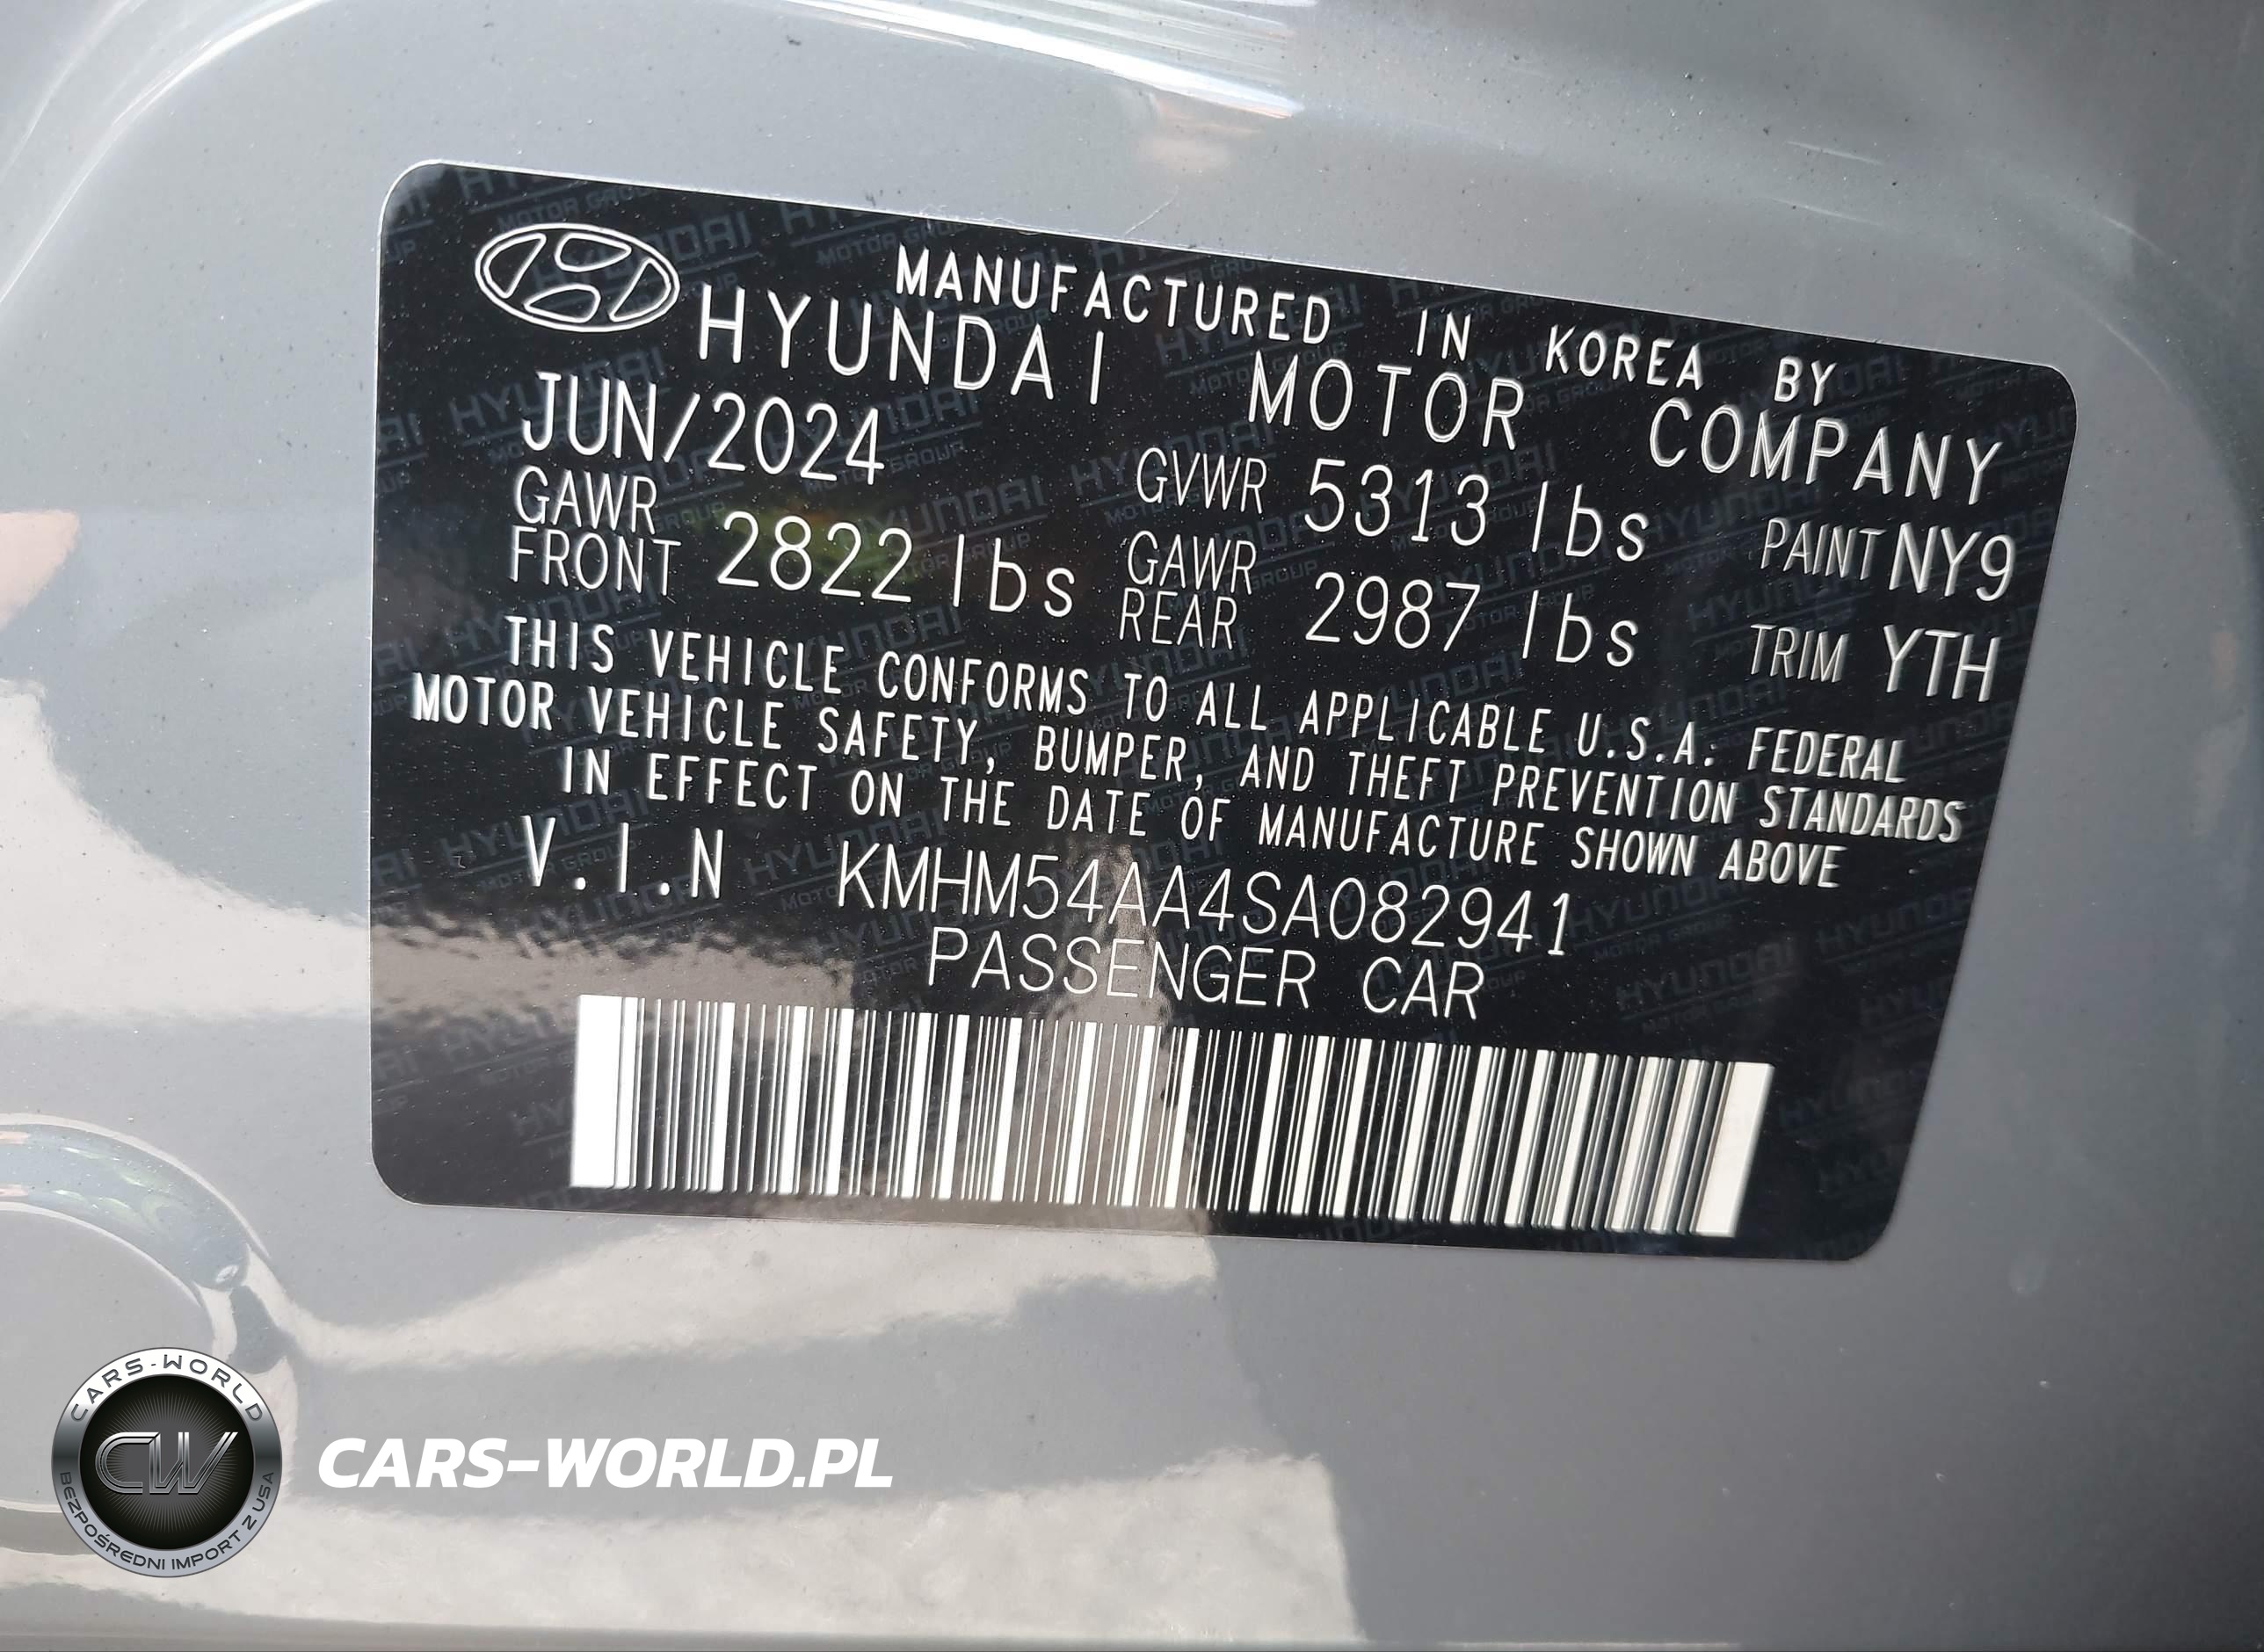 MANUFACTURED IN KOREA BY
HYUNDAI MOTOR COMPANY
JUN/2024 GVWR 5313 lbs PAINT NY9
GAWR FRONT 2822 lbs GAWR REAR 2987 lbs TRIM YTH
THIS VEHICLE CONFORMS TO ALL APPLICABLE U.S.A. FEDERAL
MOTOR VEHICLE SAFETY, BUMPER, AND THEFT PREVENTION STANDARDS
IN EFFECT ON THE DATE OF MANUFACTURE SHOWN ABOVE
V.I.N KMHM54AA4SA082941
PASSENGER CAR
CARS-WORLD
CW
BEZPOŚREDNI IMPORT Z USA
CARS-WORLD.PL